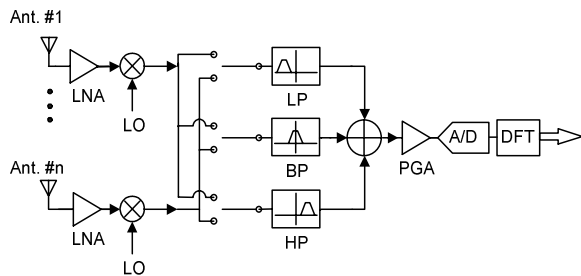 Ant. #1
LNA
LO
LP
BP
PGA
A/D
DFT
Ant. #n
LNA
LO
HP